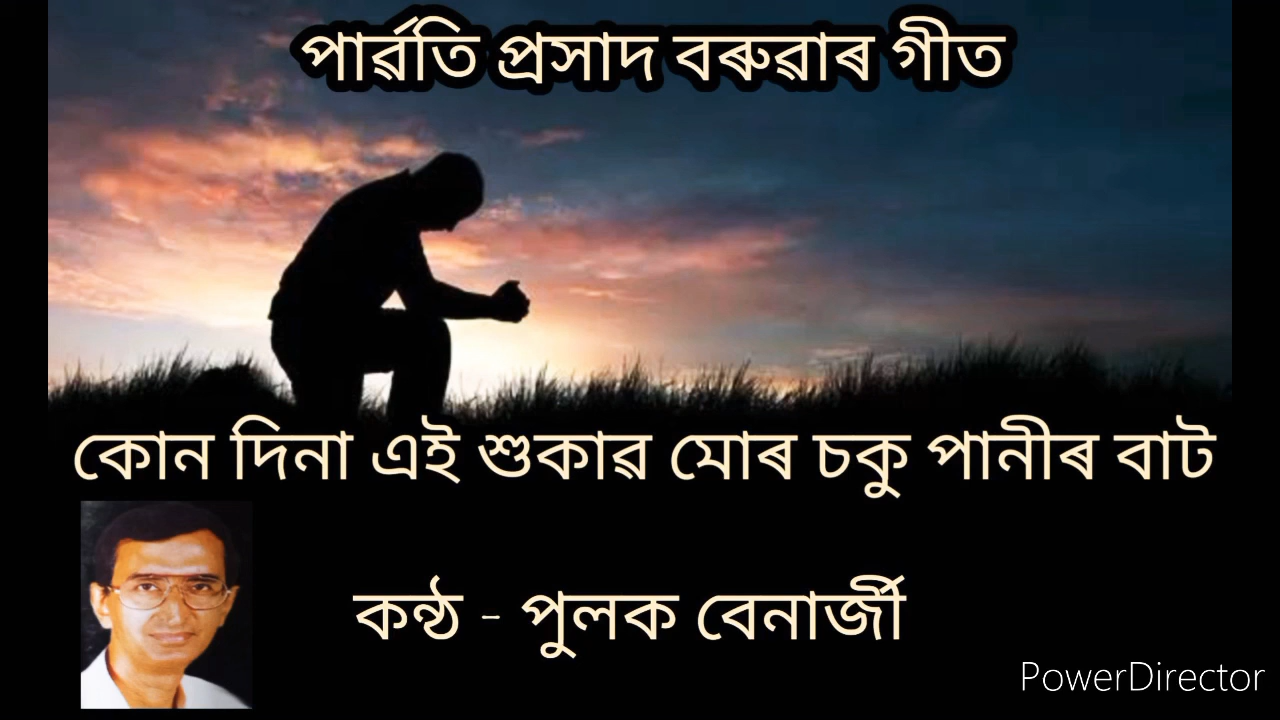 পাৰ্ৱতি প্ৰসাদ বৰুৱাৰ গীত
কোন দিনা এই শুকাৱ মোৰ চকু পানীৰ বাট
কন্ঠ - পুলক বেনাৰ্জী
PowerDirector